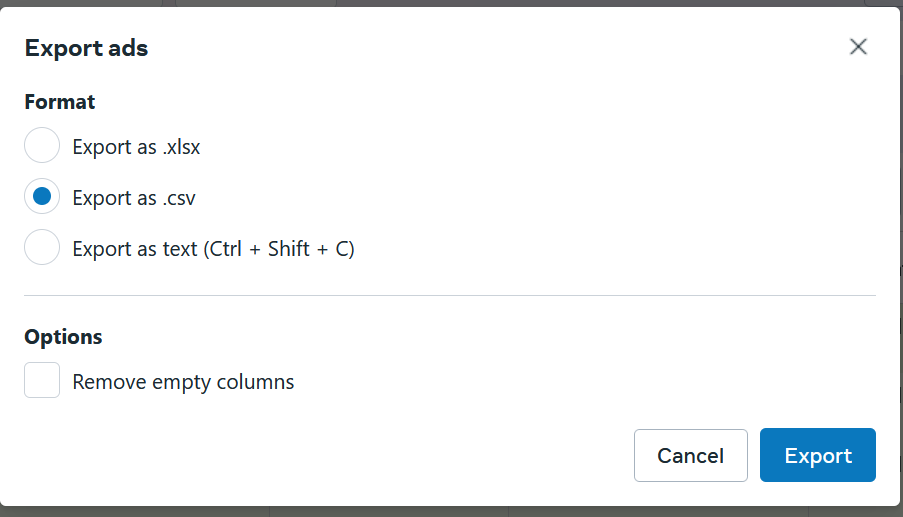 Export ads
Format
Export as .xlsx
Export as .csv
Export as text (Ctrl + Shift + C)
Options
Remove empty columns
Cancel
Export